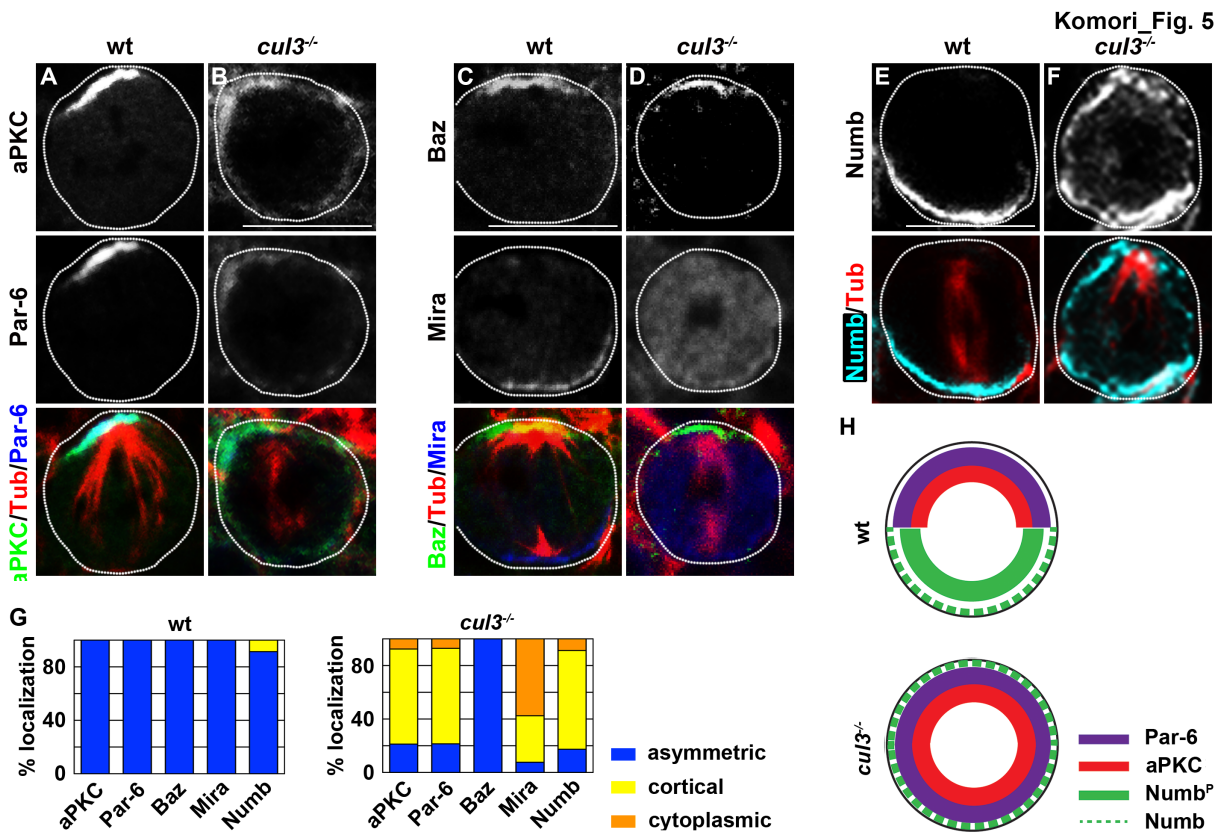 Komori_Fig. 5
wt
cul3-/-
wt
cul3-/-
wt
cul3-/-
A
B
C
D
E
F
aPKC
Baz
Numb
Par-6
Mira
Numb/Tub
aPKC/Tub/Par-6
Baz/Tub/Mira
G
wt
cul3-/-
% localization
80
40
0
aPKC
Par-6
Baz
Mira
Numb
% localization
80
40
0
aPKC
Par-6
Baz
Mira
Numb
asymmetric
cortical
cytoplasmic
H
wt
cul3-/-
Par-6
aPKC
NumbP
Numb